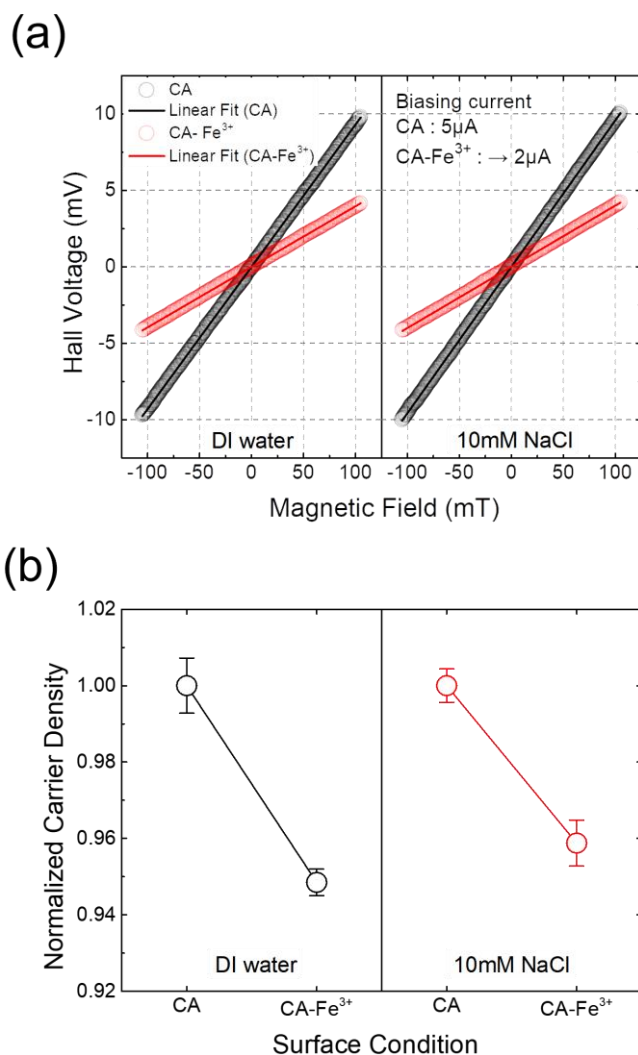 (a)
CA
Linear Fit (CA)
CA- Fe³⁺
Linear Fit (CA-Fe³⁺)
Biasing current
CA : 5μA
CA-Fe³⁺ : → 2μA
10
5
0
-5
-10
Hall Voltage (mV)
DI water
10mM NaCl
-100 -50 0 50 100 -100 -50 0 50 100
Magnetic Field (mT)
(b)
1.02
1.00
0.98
0.96
0.94
0.92
Normalized Carrier Density
DI water
10mM NaCl
CA CA-Fe³⁺ CA CA-Fe³⁺
Surface Condition